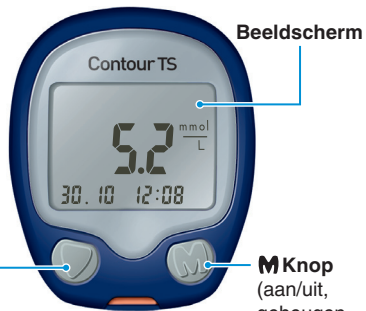 Beeldscherm
Contour TS
5.2 mmol/L
30.10 12:08
M
M Knop
(aan/uit,